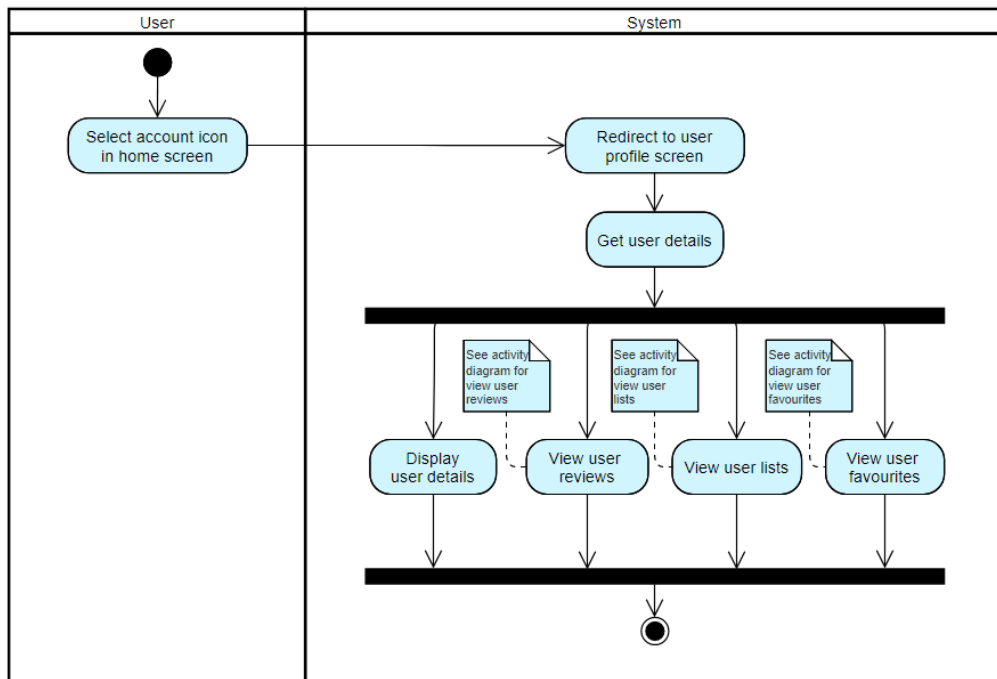 User
System
Select account icon
in home screen
Redirect to user
profile screen
Get user details
See activity
diagram for
view user
reviews
See activity
diagram for
view user
lists
See activity
diagram for
view user
favourites
Display
user details
View user
reviews
View user lists
View user
favourites